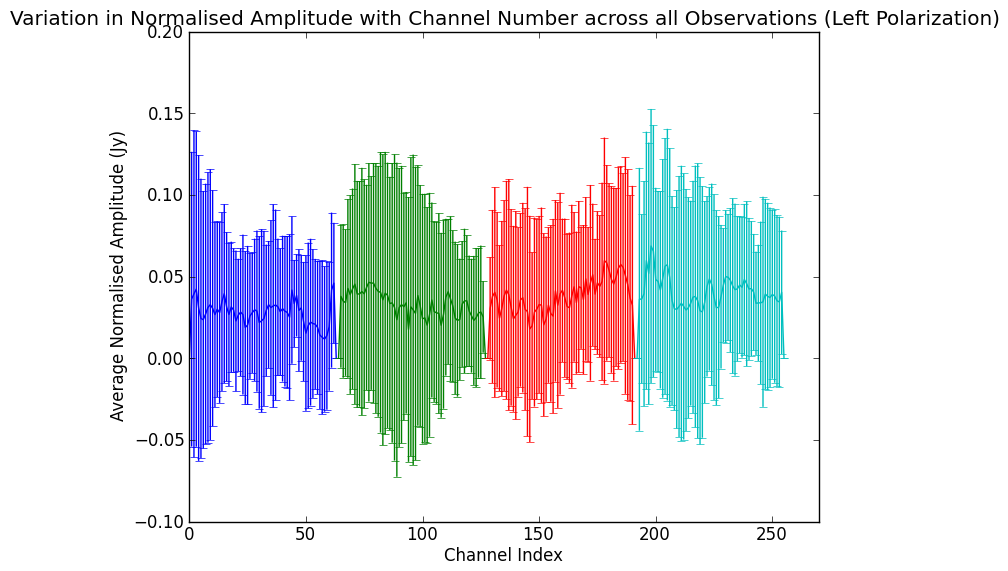 Variation in Normalised Amplitude with Channel Number across all Observations (Left Polarization)
Average Normalised Amplitude (Jy)
0.20
0.15
0.10
0.05
0.00
−0.05
−0.10
0 50 100 150 200 250
Channel Index